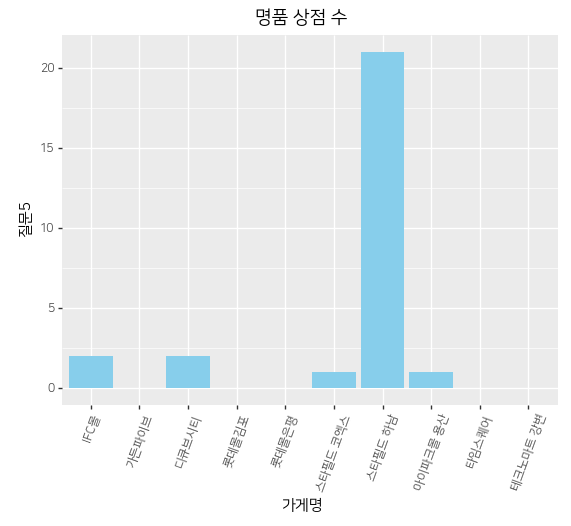 명품 상점 수
질문5
20
15
10
5
0
IFC몰
가든파이브
디큐브시티
롯데몰김포
롯데몰은평
스타필드 코엑스
스타필드 하남
아이파크몰 용산
타임스퀘어
테크노마트 강변
가게명